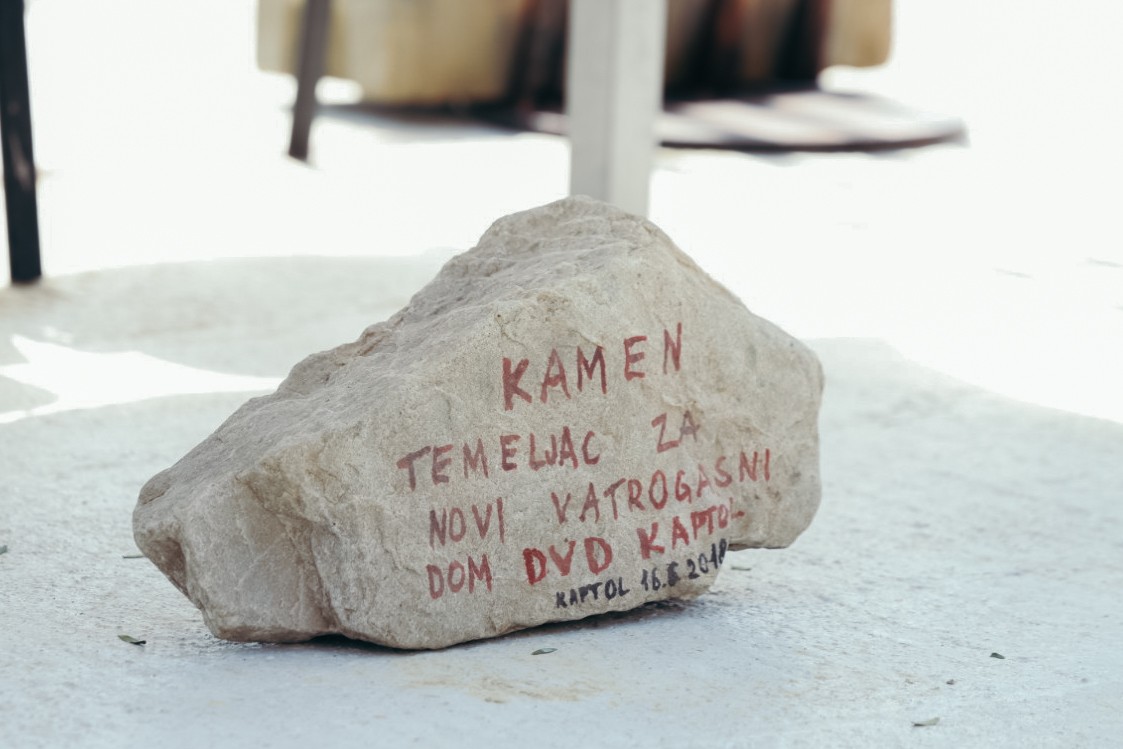 KAMEN
TEMELJAC ZA
NOVI VATROGASNI
DOM DVD KAPTOL
KAPTOL 16.6 2018